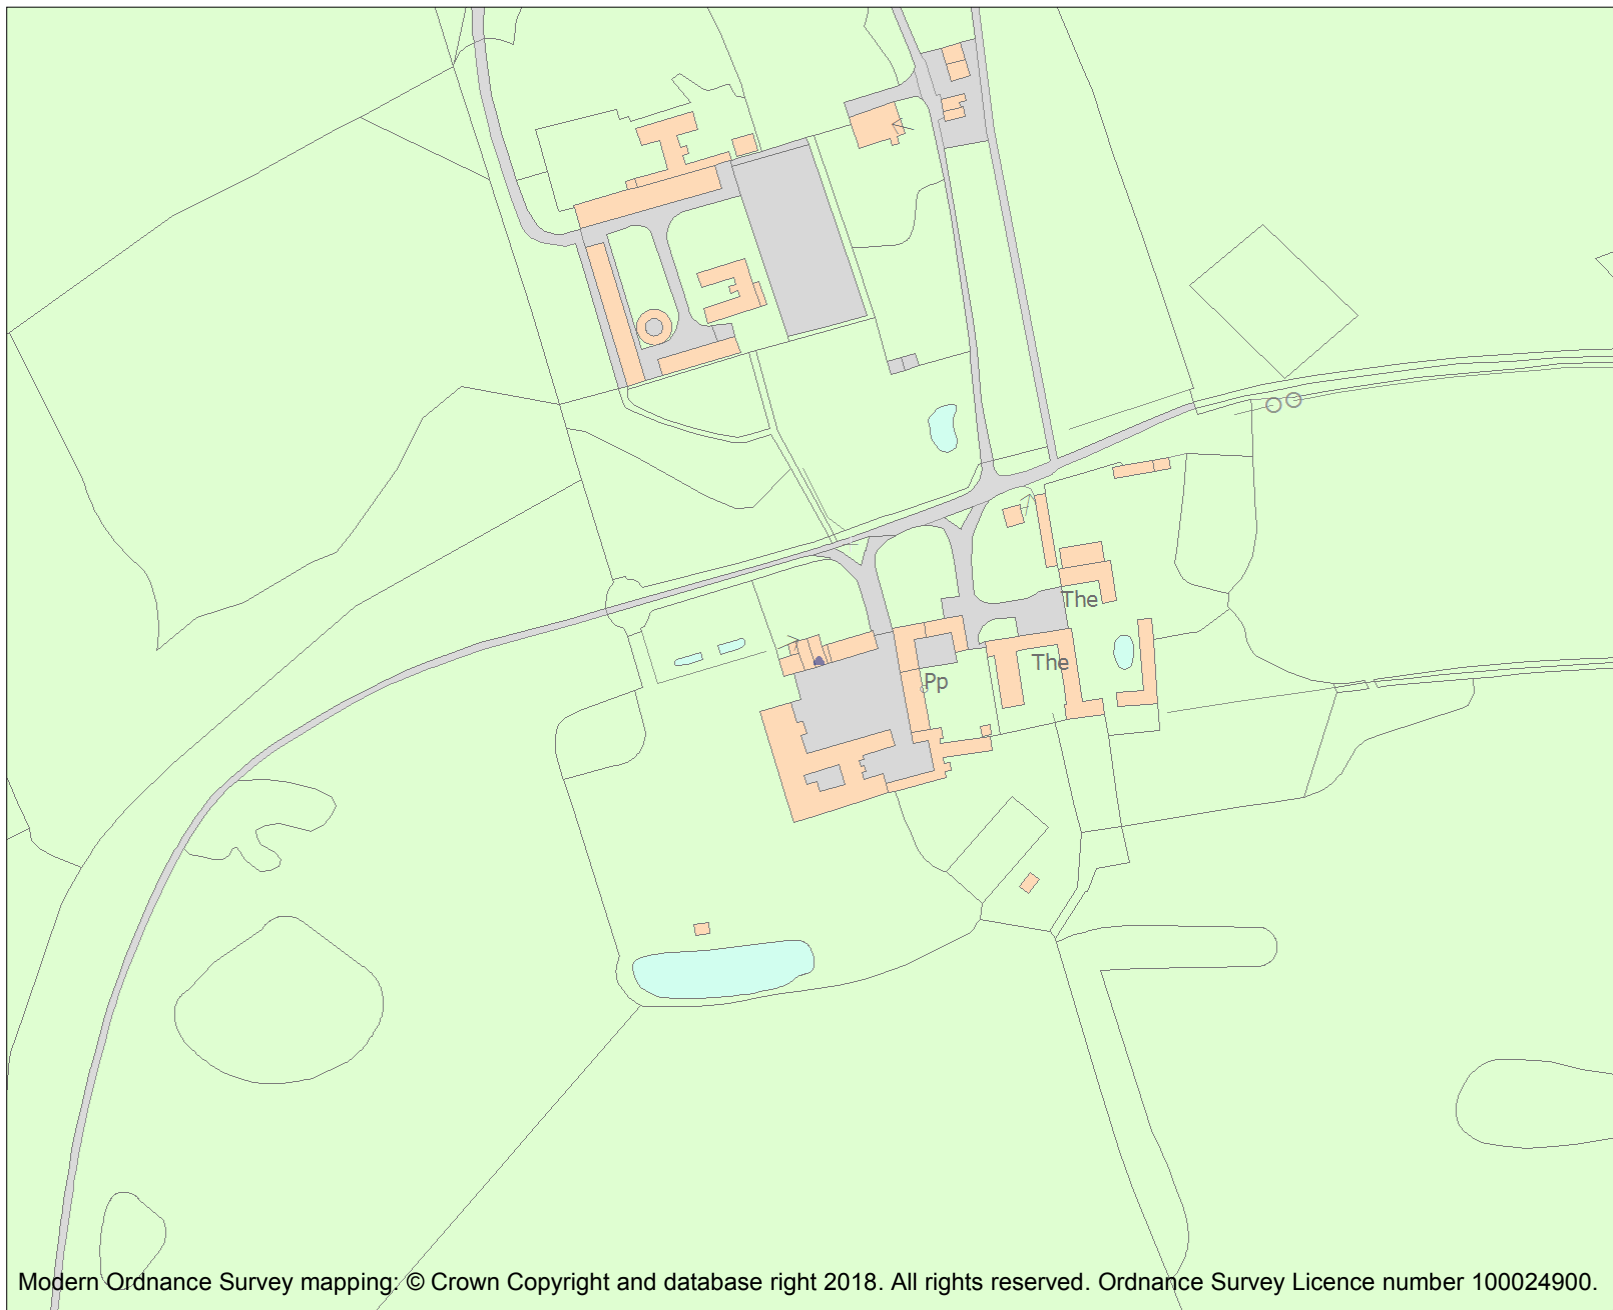 The
The
Pp
Modern Ordnance Survey mapping: © Crown Copyright and database right 2018. All rights reserved. Ordnance Survey Licence number 100024900.